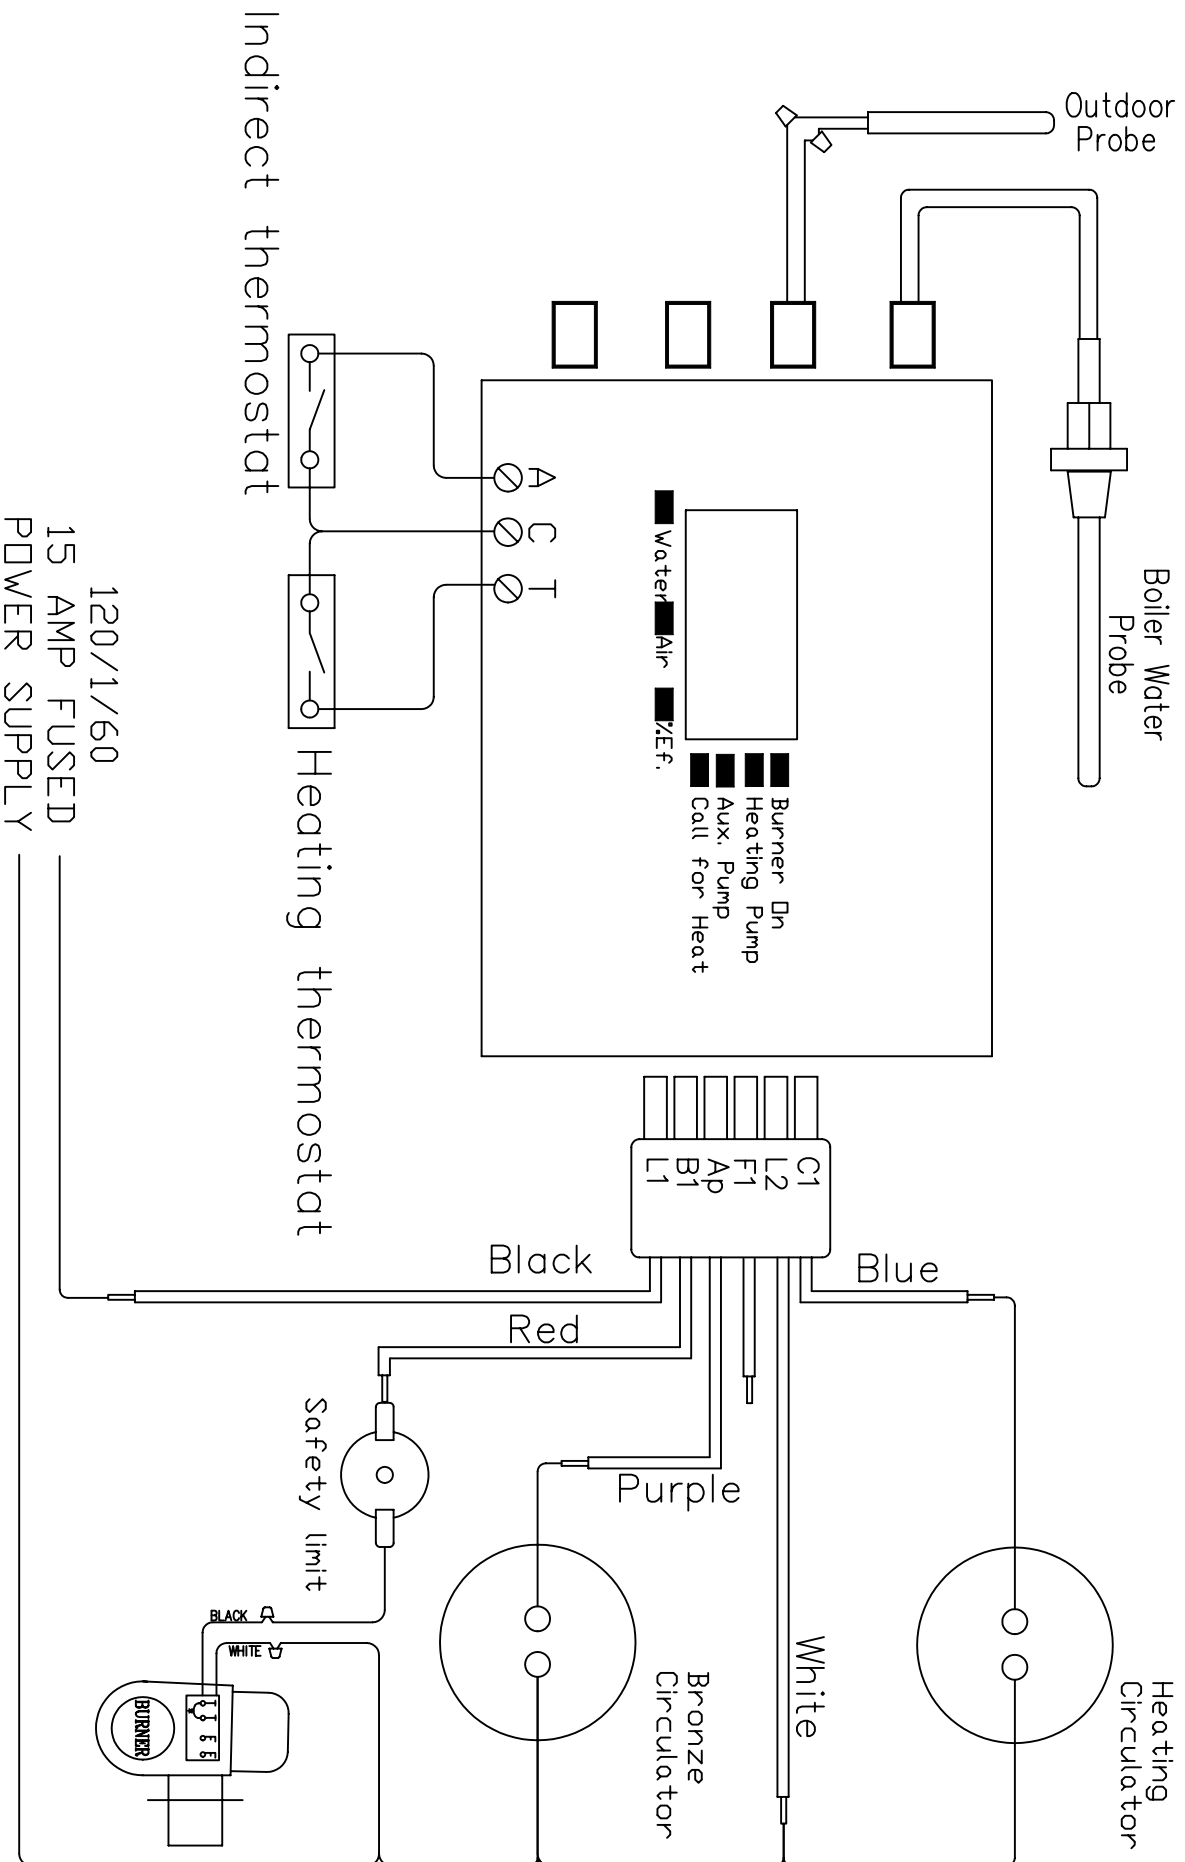 Outdoor
Probe
Boiler Water
Probe
Indirect thermostat
A
C
T
Water
Air
%Ef.
Burner On
Heating Pump
Aux. Pump
Call for Heat
Heating thermostat
120/1/60
15 AMP FUSED
POWER SUPPLY
C1
L2
F1
Ap
B1
L1
Black
Blue
Red
Purple
White
Safety limit
BLACK
WHITE
T T F F
BURNER
Bronze
Circulator
Heating
Circulator